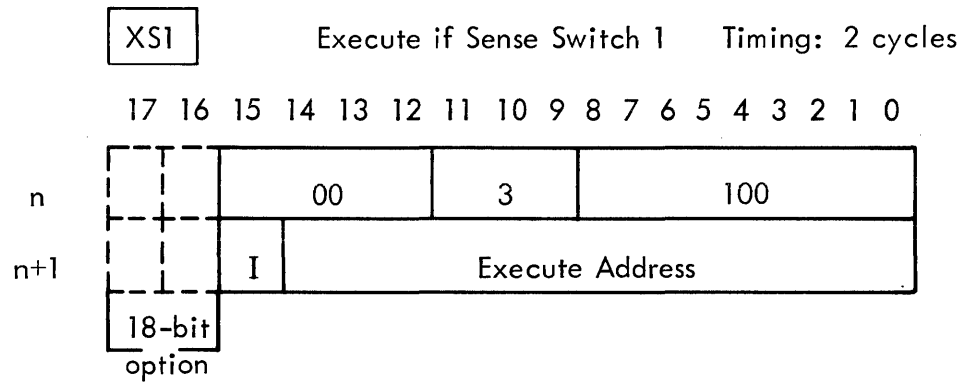 XS1 Execute if Sense Switch 1 Timing: 2 cycles
17 16 15 14 13 12 11 10 9 8 7 6 5 4 3 2 1 0
n 00 3 100
n+1 I Execute Address
18-bit
option